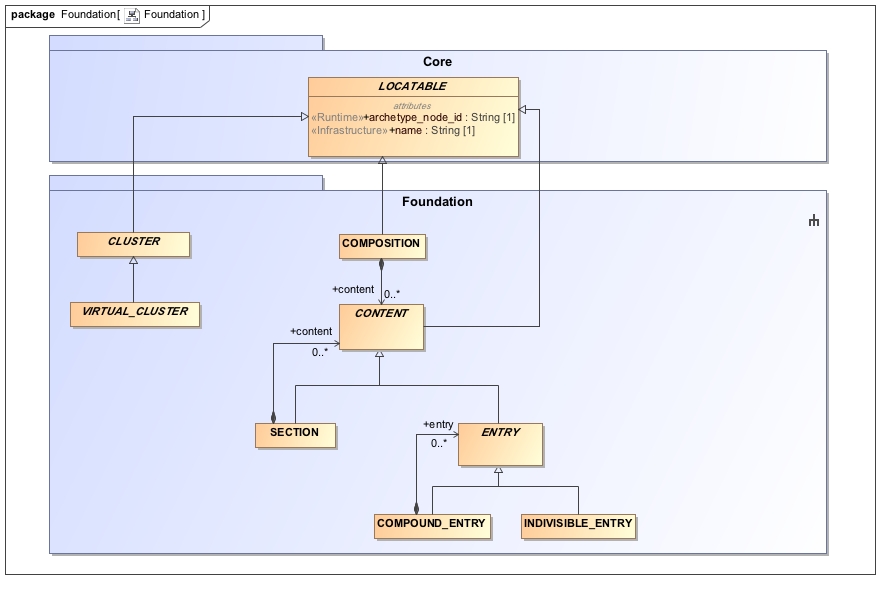 package Foundation[ Foundation ]
Core
LOCATABLE
attributes
«Runtime»+archetype_node_id : String [1]
«Infrastructure»+name : String [1]
Foundation
CLUSTER
COMPOSITION
+content
0..*
VIRTUAL_CLUSTER
CONTENT
+content
0..*
SECTION
+entry
0..*
ENTRY
COMPOUND_ENTRY
INDIVISIBLE_ENTRY